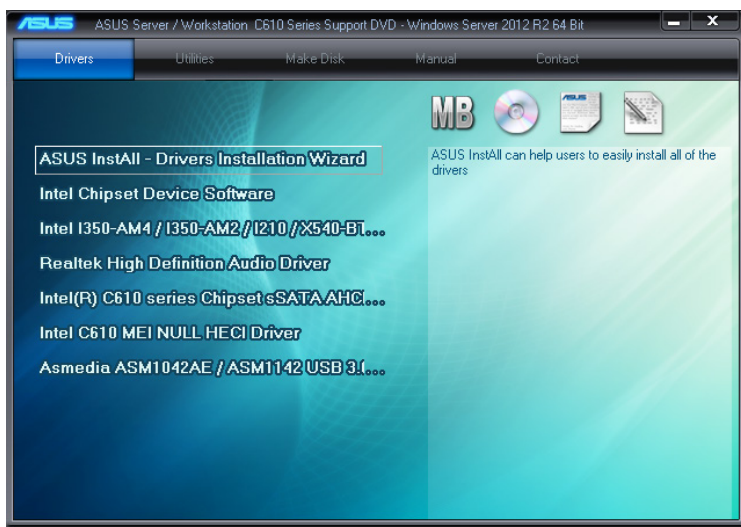 ASUS ASUS Server / Workstation C610 Series Support DVD - Windows Server 2012 R2 64 Bit
Drivers Utilities Make Disk Manual Contact
MB
ASUS InstAll - Drivers Installation Wizard
Intel Chipset Device Software
Intel I350-AM4 / I350-AM2 / I210 / X540-BT...
Realtek High Definition Audio Driver
Intel(R) C610 series Chipset sSATA AHCI...
Intel C610 MEI NULL HECI Driver
Asmedia ASM1042AE / ASM1142 USB 3.0...
ASUS InstAll can help users to easily install all of the
drivers